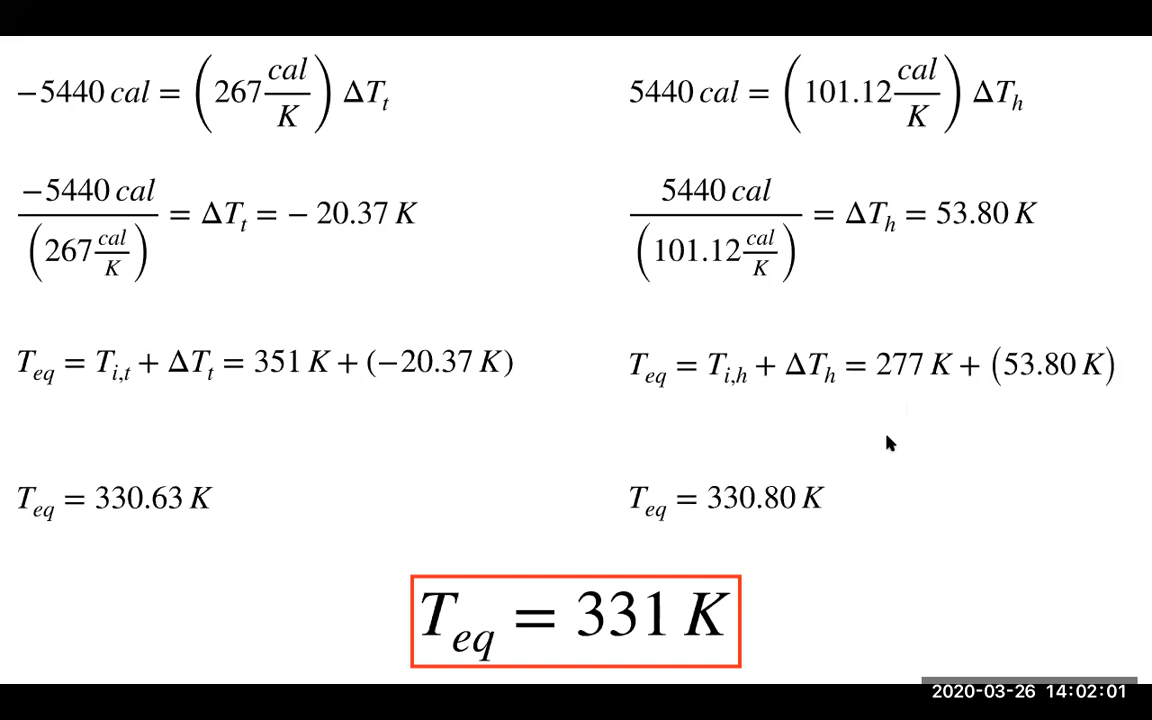 −5440 cal = (267 cal/K) ΔT_t
−5440 cal / (267 cal/K) = ΔT_t = − 20.37 K
T_eq = T_i,t + ΔT_t = 351 K + (−20.37 K)
T_eq = 330.63 K
5440 cal = (101.12 cal/K) ΔT_h
5440 cal / (101.12 cal/K) = ΔT_h = 53.80 K
T_eq = T_i,h + ΔT_h = 277 K + (53.80 K)
T_eq = 330.80 K
T_eq = 331 K
2020-03-26 14:02:01